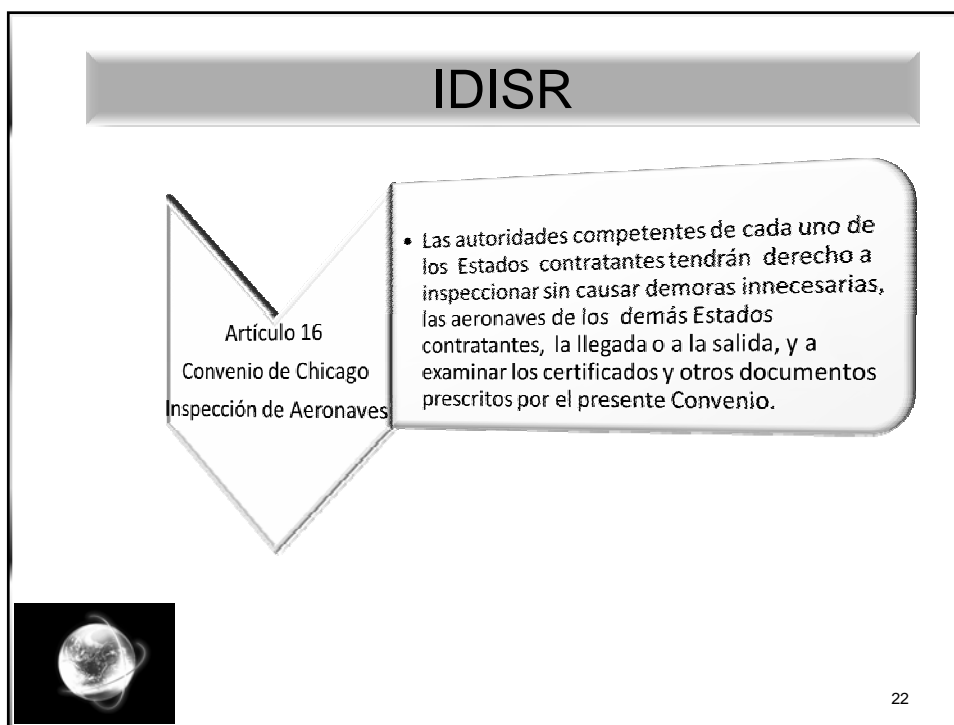 IDISR
Artículo 16
Convenio de Chicago
Inspección de Aeronaves
• Las autoridades competentes de cada uno de
los Estados contratantes tendrán derecho a
inspeccionar sin causar demoras innecesarias,
las aeronaves de los demás Estados
contratantes, la llegada o a la salida, y a
examinar los certificados y otros documentos
prescritos por el presente Convenio.
22